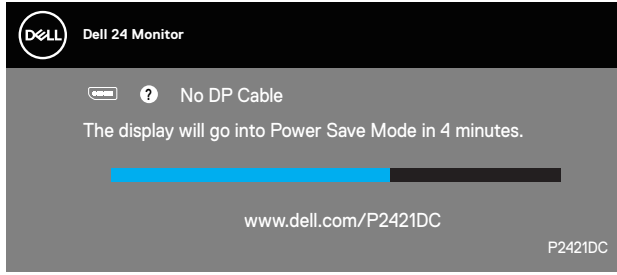 DELL
Dell 24 Monitor
? No DP Cable
The display will go into Power Save Mode in 4 minutes.
www.dell.com/P2421DC
P2421DC